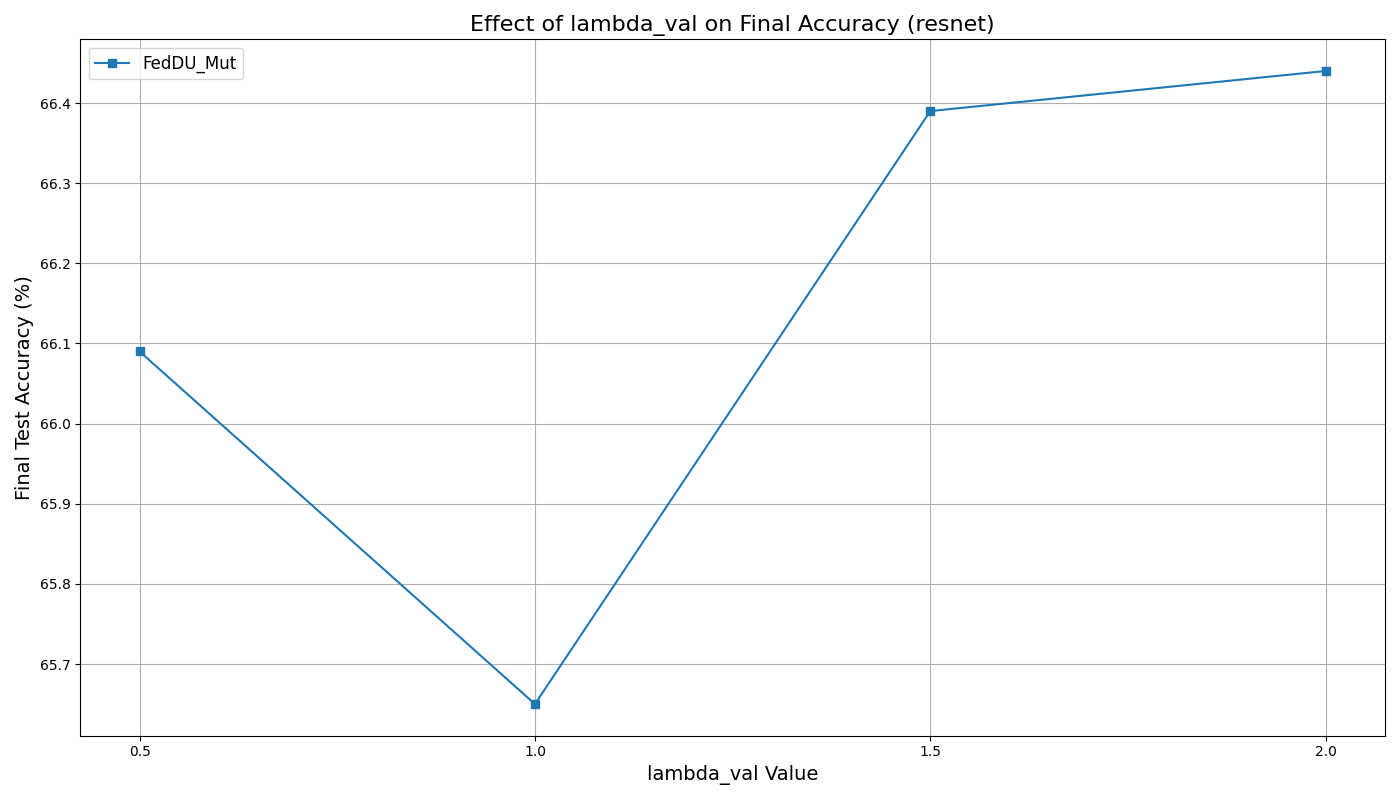 Effect of lambda_val on Final Accuracy (resnet)
FedDU_Mut
Final Test Accuracy (%)
66.4
66.3
66.2
66.1
66.0
65.9
65.8
65.7
0.5 1.0 1.5 2.0
lambda_val Value